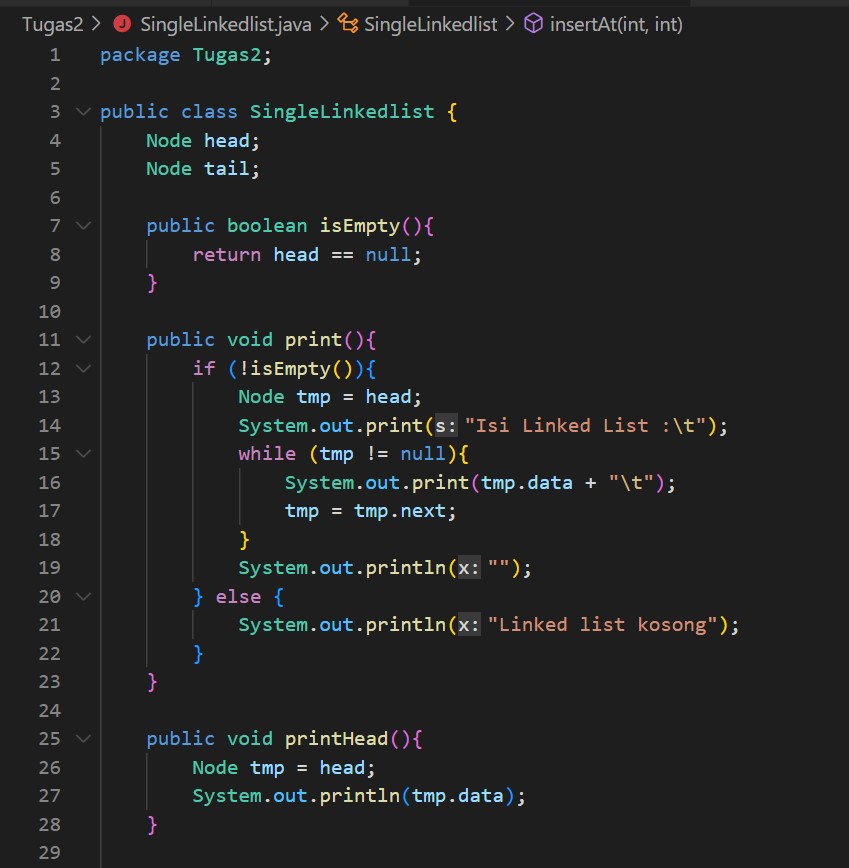 Tugas2 > SingleLinkedlist.java > SingleLinkedlist > insertAt(int, int)
1 package Tugas2;
2
3 public class SingleLinkedlist {
4     Node head;
5     Node tail;
6
7     public boolean isEmpty(){
8         return head == null;
9     }
10
11     public void print(){
12         if (!isEmpty()){
13             Node tmp = head;
14             System.out.print(s: "Isi Linked List :\t");
15             while (tmp != null){
16                 System.out.print(tmp.data + "\t");
17                 tmp = tmp.next;
18             }
19             System.out.println(x: "");
20         } else {
21             System.out.println(x: "Linked list kosong");
22         }
23     }
24
25     public void printHead(){
26         Node tmp = head;
27         System.out.println(tmp.data);
28     }
29